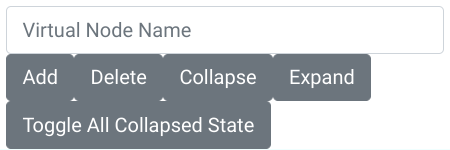 Virtual Node Name
Add Delete Collapse Expand
Toggle All Collapsed State